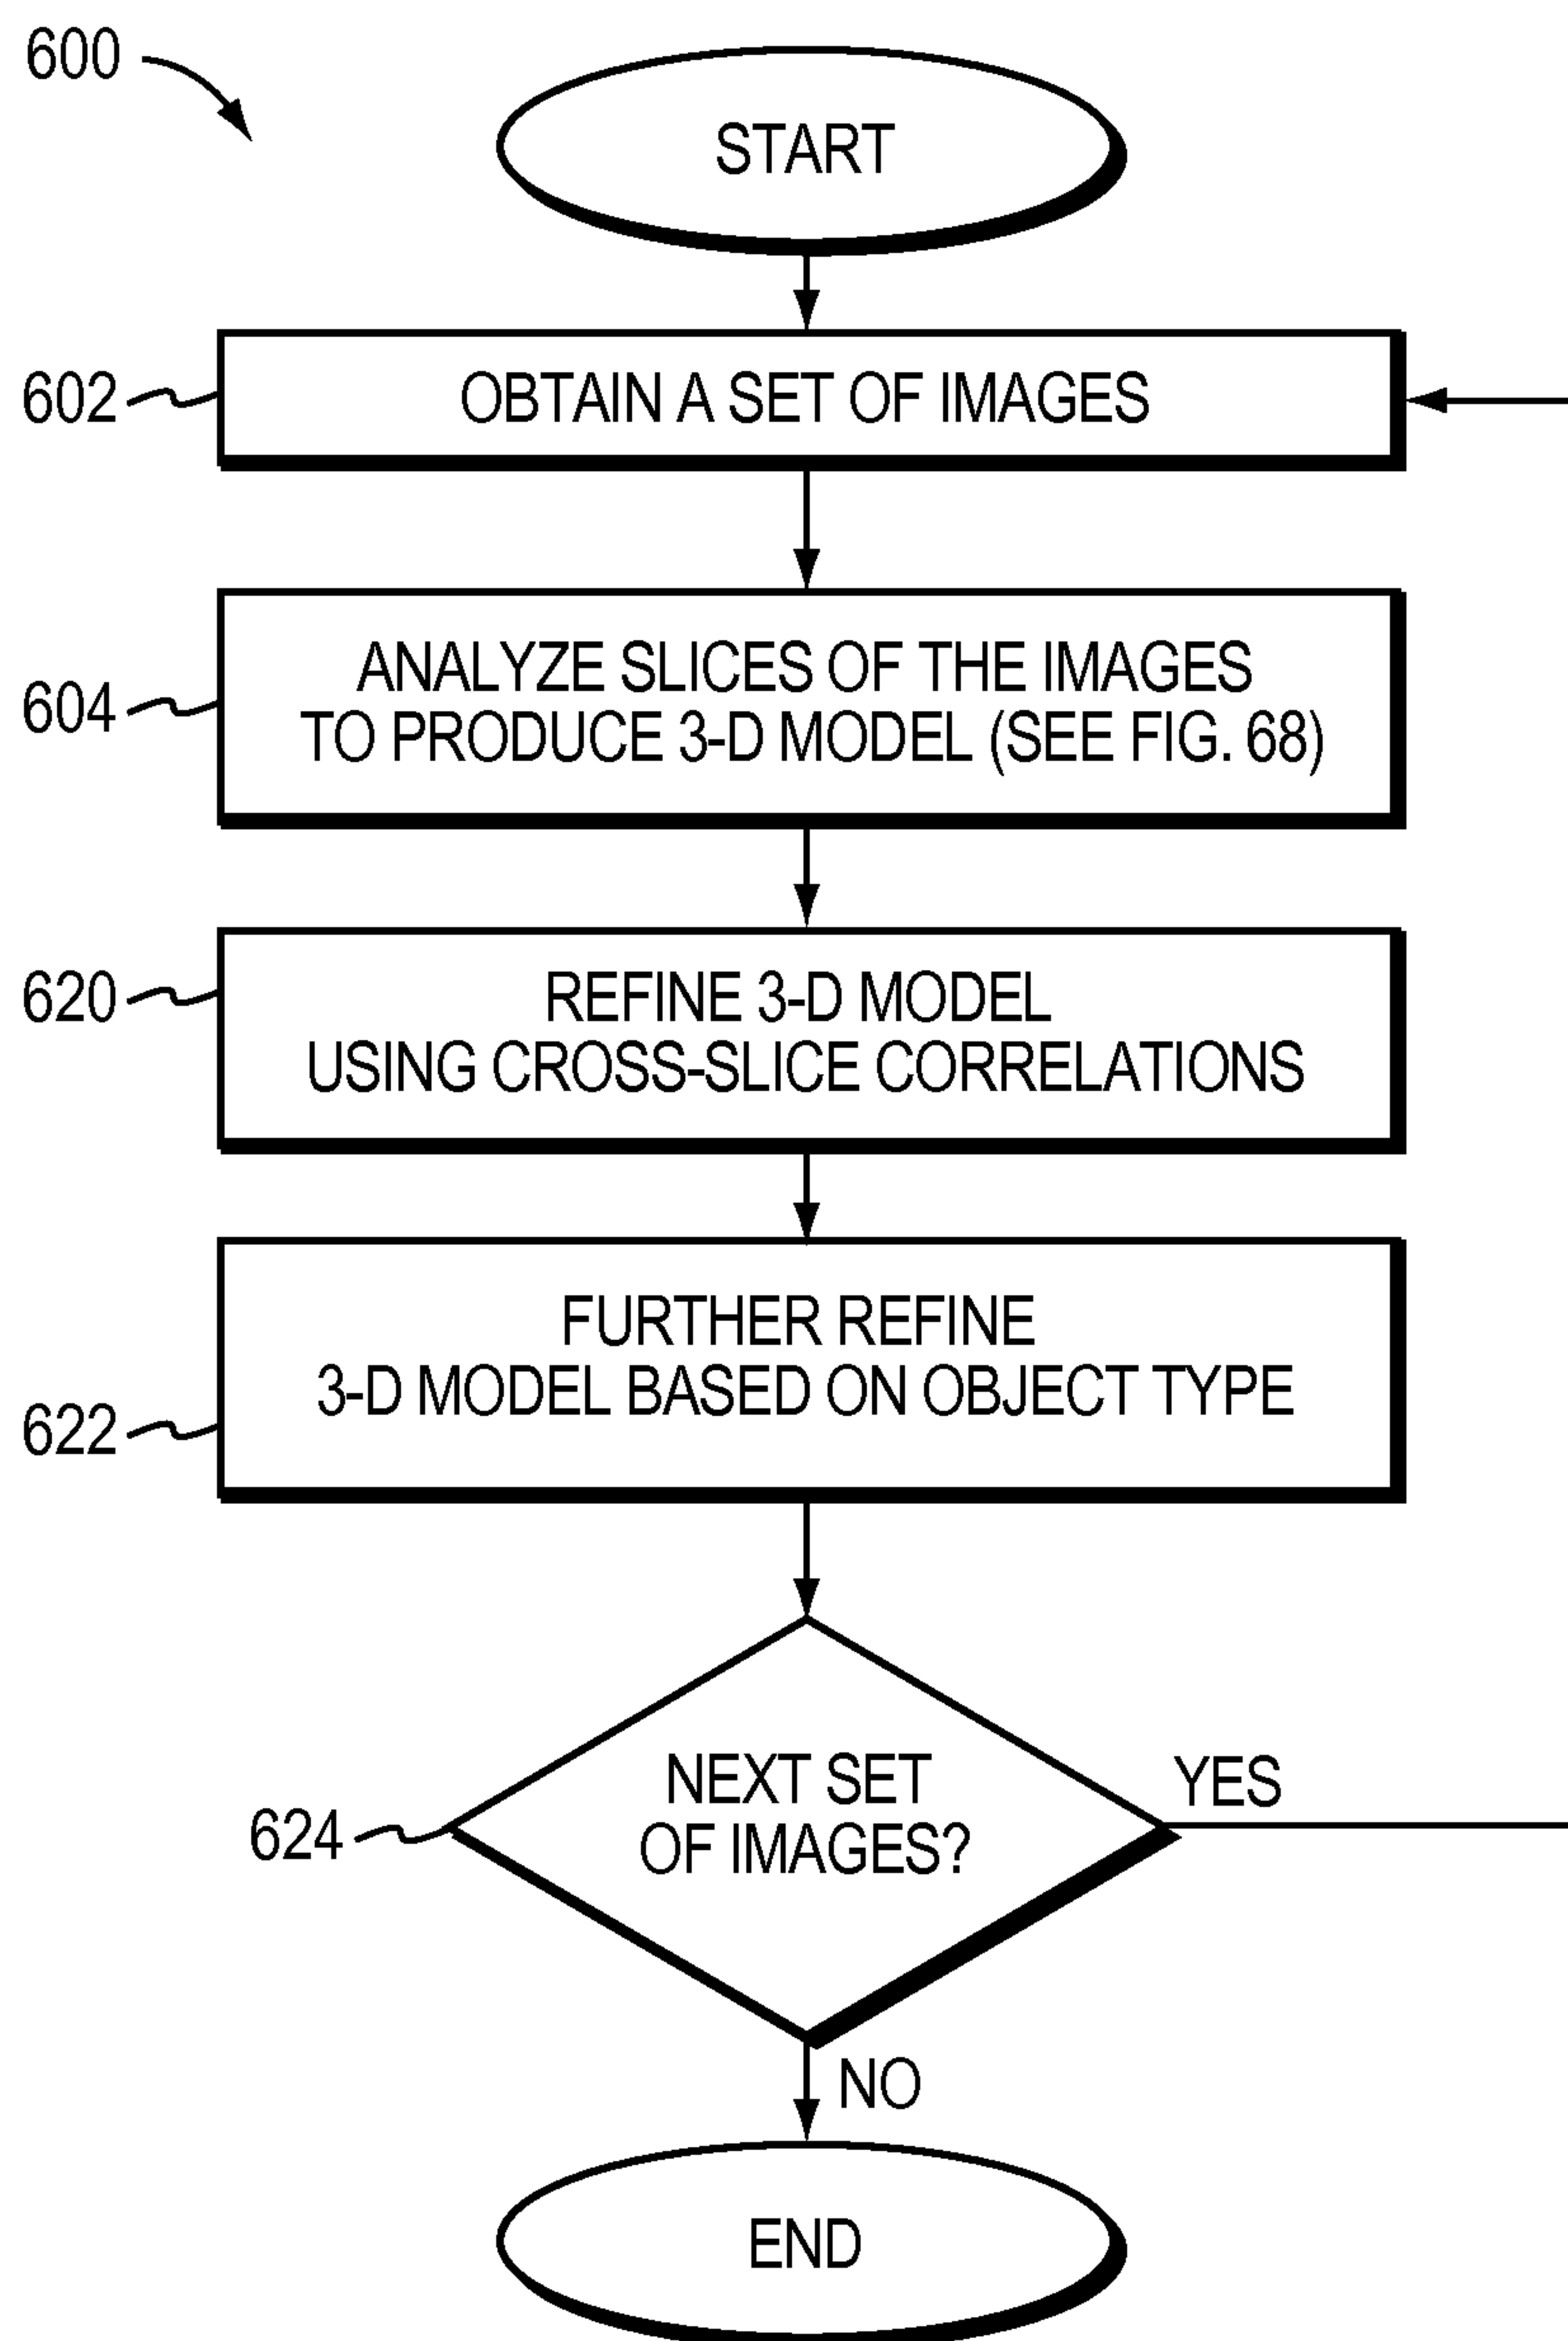 600
START
602
OBTAIN A SET OF IMAGES
604
ANALYZE SLICES OF THE IMAGES
TO PRODUCE 3-D MODEL (SEE FIG. 68)
620
REFINE 3-D MODEL
USING CROSS-SLICE CORRELATIONS
622
FURTHER REFINE
3-D MODEL BASED ON OBJECT TYPE
624
NEXT SET
OF IMAGES?
YES
NO
END